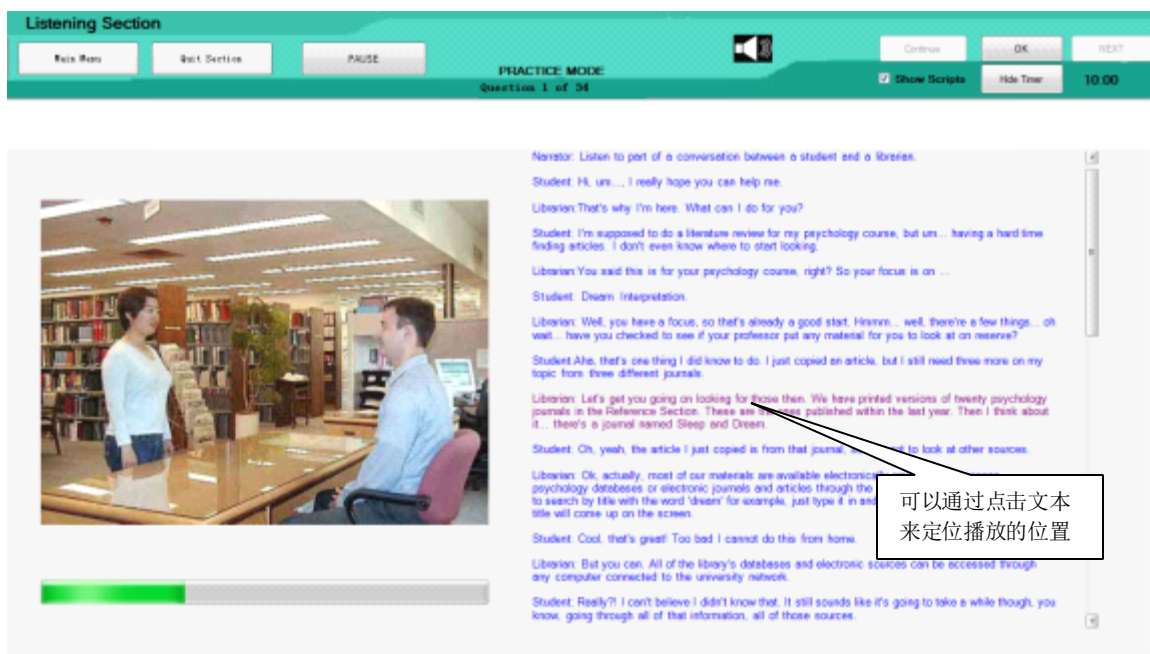 Listening Section
Main Menu
Quit Section
PAUSE
Continue
OK
NEXT
PRACTICE MODE
Question 1 of 34
Show Scripts
Hide Timer
10:00
Narrator: Listen to part of a conversation between a student and a librarian.
Student: Hi, um..., I really hope you can help me.
Librarian:That's why I'm here. What can I do for you?
Student: I'm supposed to do a literature review for my psychology course, but um... having a hard time
finding articles. I don't even know where to start looking.
Librarian:You said this is for your psychology course, right? So your focus is on ...
Student: Dream Interpretation.
Librarian: Well, you have a focus, so that's already a good start. Hmmm... well, there're a few things... oh
wait... have you checked to see if your professor put any material for you to look at on reserve?
Student:Aha, that's one thing I did know to do. I just copied an article, but I still need three more on my
topic from three different journals.
Librarian: Let's get you going on looking for those then. We have printed versions of twenty psychology
journals in the Reference Section. These are the ones published within the last year. Then I think about
it... there's a journal named Sleep and Dream.
Student: Oh, yeah, the article I just copied is from that journal, to look at other sources.
Librarian: Ok, actually, most of our materials are available electronically
psychology databases or electronic journals and articles through the
to search by title with the word 'dream' for example, just type it in and
title will come up on the screen.
可以通过点击文本
来定位播放的位置
Student: Cool, that's great! Too bad I cannot do this from home.
Librarian: But you can. All of the library's databases and electronic sources can be accessed through
any computer connected to the university network.
Student: Really?! I can't believe I didn't know that. It still sounds like it's going to take a while though, you
know, going through all of that information, all of those sources.